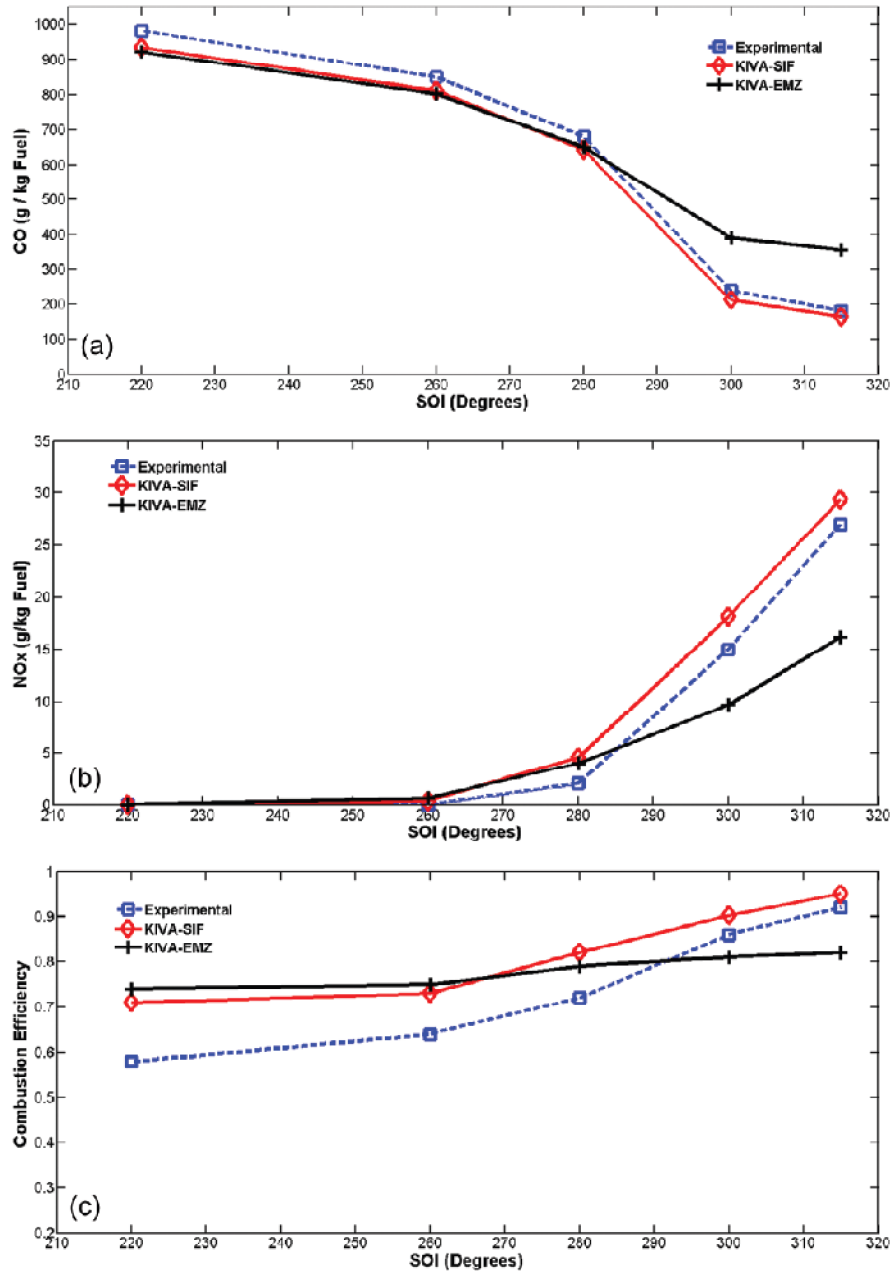 1000
900
800
700
600
500
400
300
200
100
0
CO (g / kg Fuel)
Experimental
KIVA-SIF
KIVA-EMZ
(a)
210 220 230 240 250 260 270 280 290 300 310 320
SOI (Degrees)
35
30
25
20
15
10
5
0
NOx (g/kg Fuel)
Experimental
KIVA-SIF
KIVA-EMZ
(b)
210 220 230 240 250 260 270 280 290 300 310 320
SOI (Degrees)
1
0.9
0.8
0.7
0.6
0.5
0.4
0.3
0.2
Combustion Efficiency
Experimental
KIVA-SIF
KIVA-EMZ
(c)
210 220 230 240 250 260 270 280 290 300 310 320
SOI (Degrees)